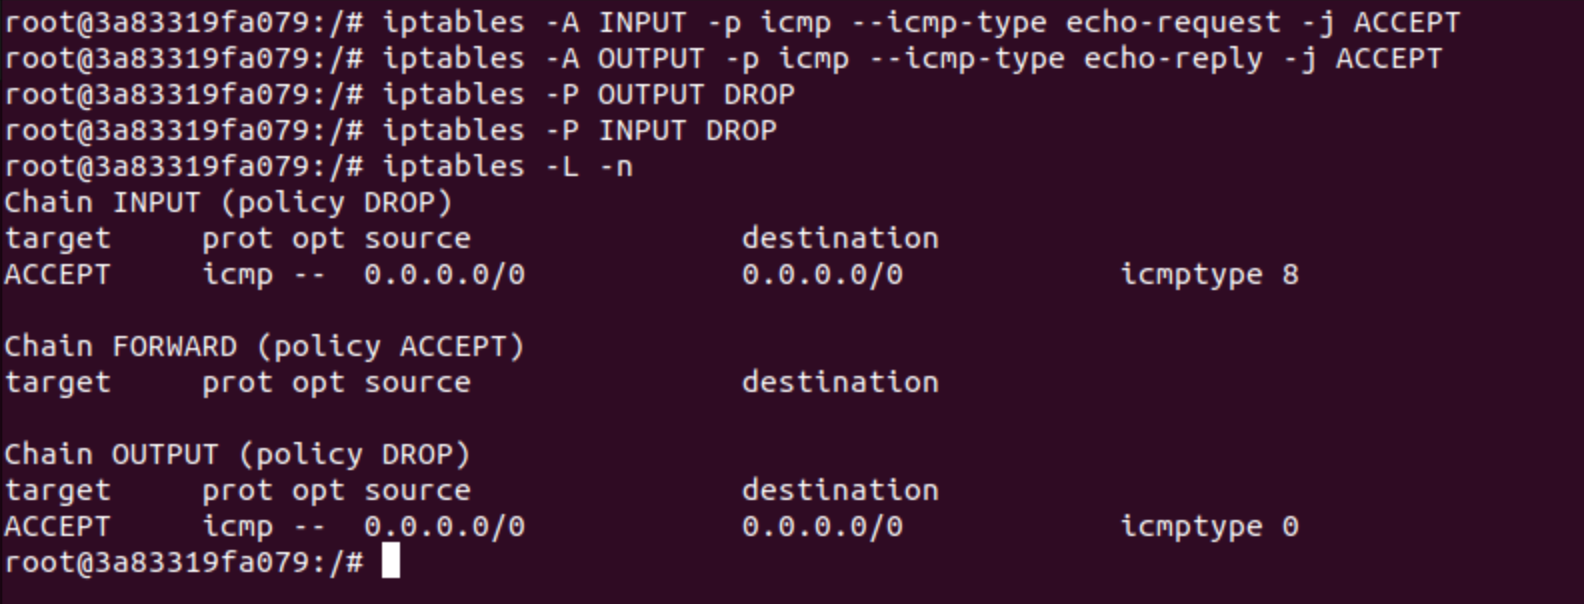 root@3a83319fa079:/# iptables -A INPUT -p icmp --icmp-type echo-request -j ACCEPT
root@3a83319fa079:/# iptables -A OUTPUT -p icmp --icmp-type echo-reply -j ACCEPT
root@3a83319fa079:/# iptables -P OUTPUT DROP
root@3a83319fa079:/# iptables -P INPUT DROP
root@3a83319fa079:/# iptables -L -n
Chain INPUT (policy DROP)
target     prot opt source               destination
ACCEPT     icmp --  0.0.0.0/0            0.0.0.0/0            icmptype 8
Chain FORWARD (policy ACCEPT)
target     prot opt source               destination
Chain OUTPUT (policy DROP)
target     prot opt source               destination
ACCEPT     icmp --  0.0.0.0/0            0.0.0.0/0            icmptype 0
root@3a83319fa079:/#